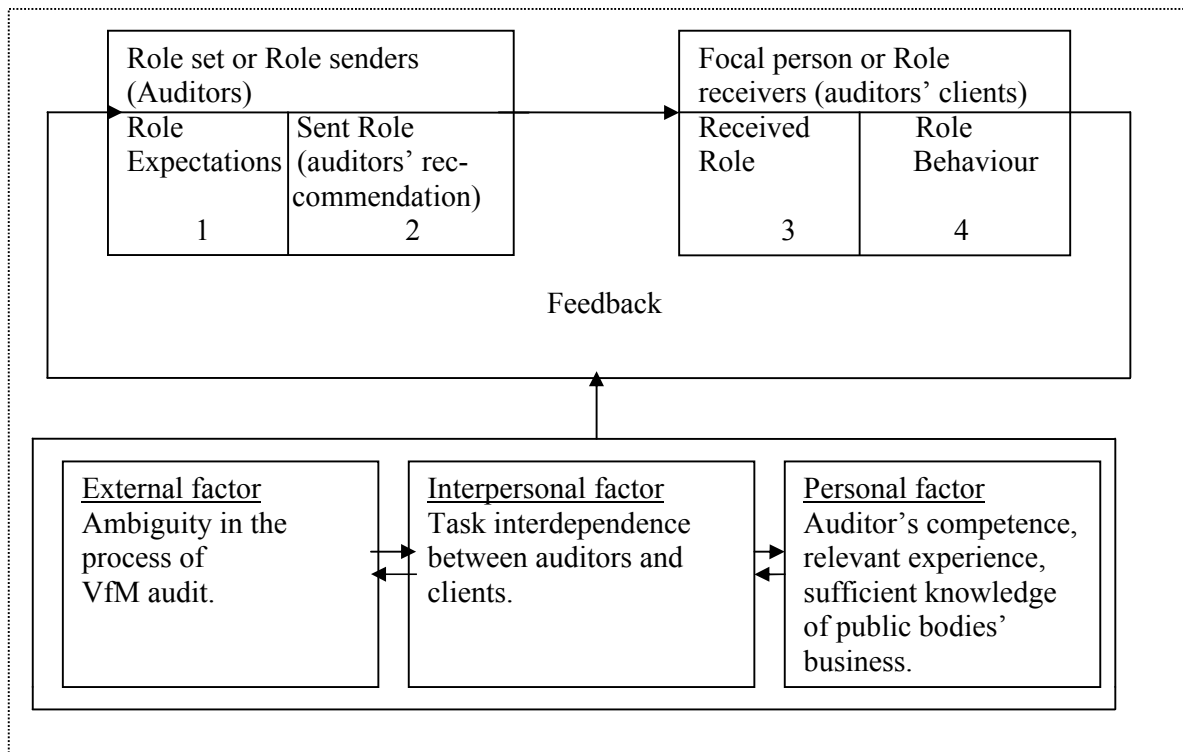 Role set or Role senders
(Auditors)
Role
Expectations
1
Sent Role
(auditors’ rec-
commendation)
2
Focal person or Role
receivers (auditors’ clients)
Received
Role
3
Role
Behaviour
4
Feedback
External factor
Ambiguity in the
process of
VfM audit.
Interpersonal factor
Task interdependence
between auditors and
clients.
Personal factor
Auditor’s competence,
relevant experience,
sufficient knowledge
of public bodies’
business.